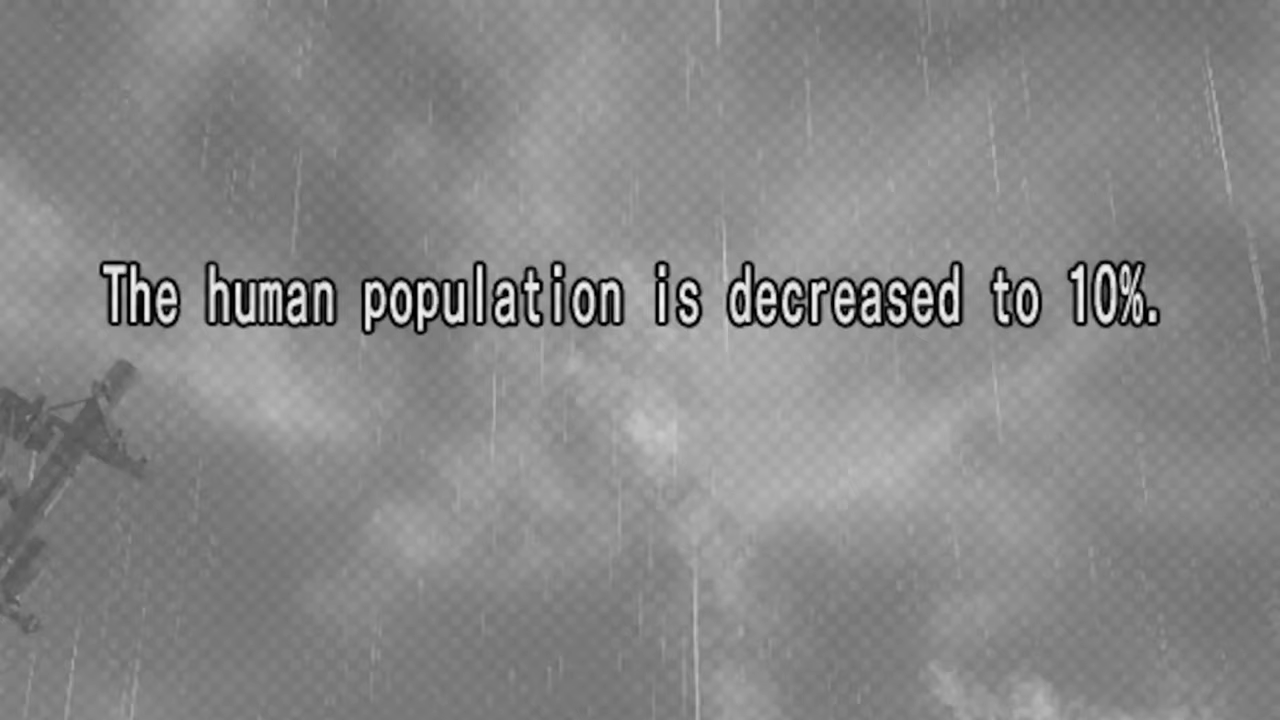 The human population is decreased to 10%.